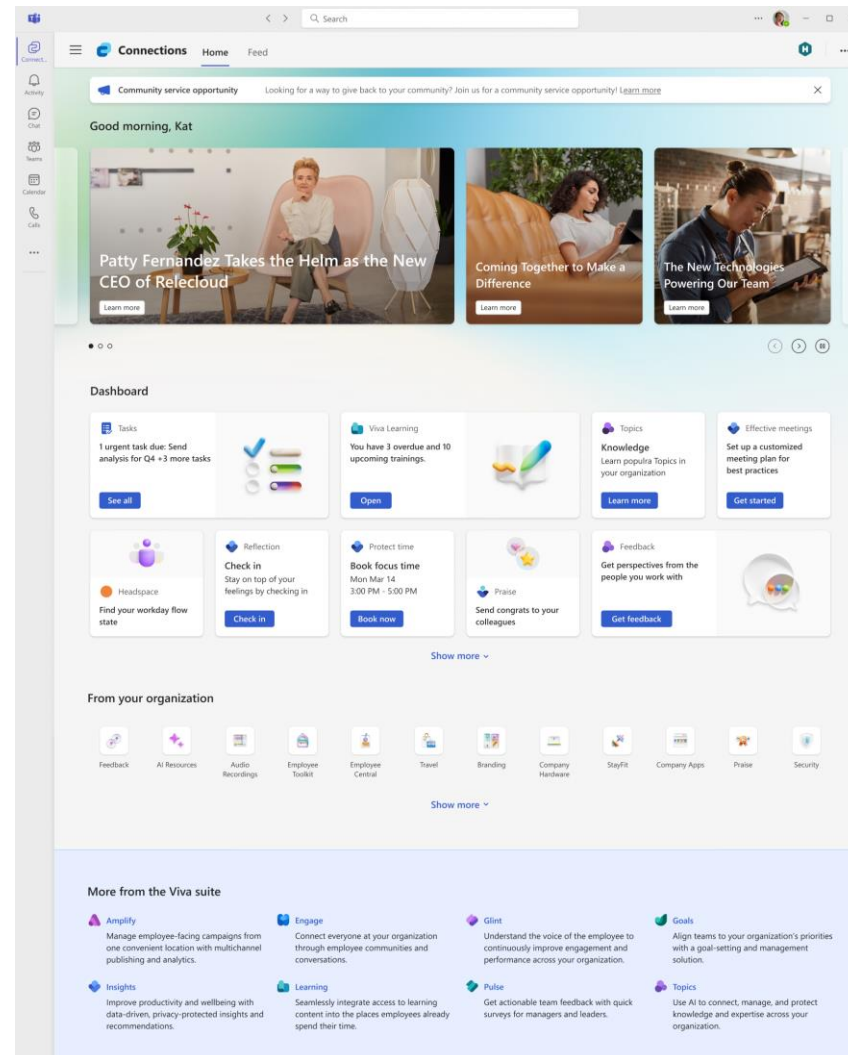 Search
Connect...
Activity
Chat
Teams
Calendar
Calls
Connections
Home
Feed
Community service opportunity
Looking for a way to give back to your community? Join us for a community service opportunity! Learn more
Good morning, Kat
Patty Fernandez Takes the Helm as the New
CEO of Relecloud
Learn more
Coming Together to Make a
Difference
Learn more
The New Technologies
Powering Our Team
Learn more
Dashboard
Tasks
1 urgent task due: Send
analysis for Q4 +3 more tasks
See all
Viva Learning
You have 3 overdue and 10
upcoming trainings.
Open
Topics
Knowledge
Learn populra Topics in
your organization
Learn more
Effective meetings
Set up a customized
meeting plan for
best practices
Get started
Headspace
Find your workday flow
state
Reflection
Check in
Stay on top of your
feelings by checking in
Check in
Protect time
Book focus time
Mon Mar 14
3:00 PM - 5:00 PM
Book now
Praise
Send congrats to your
colleagues
Feedback
Get perspectives from the
people you work with
Get feedback
Show more
From your organization
Feedback
AI Resources
Audio
Recordings
Employee
Toolkit
Employee
Central
Travel
Branding
Company
Hardware
StayFit
Company Apps
Praise
Security
Show more
More from the Viva suite
Amplify
Manage employee-facing campaigns from
one convenient location with multichannel
publishing and analytics.
Engage
Connect everyone at your organization
through employee communities and
conversations.
Glint
Understand the voice of the employee to
continuously improve engagement and
performance across your organization.
Goals
Align teams to your organization's priorities
with a goal-setting and management
solution.
Insights
Improve productivity and wellbeing with
data-driven, privacy-protected insights and
recommendations.
Learning
Seamlessly integrate access to learning
content into the places employees already
spend their time.
Pulse
Get actionable team feedback with quick
surveys for managers and leaders.
Topics
Use AI to connect, manage, and protect
knowledge and expertise across your
organization.